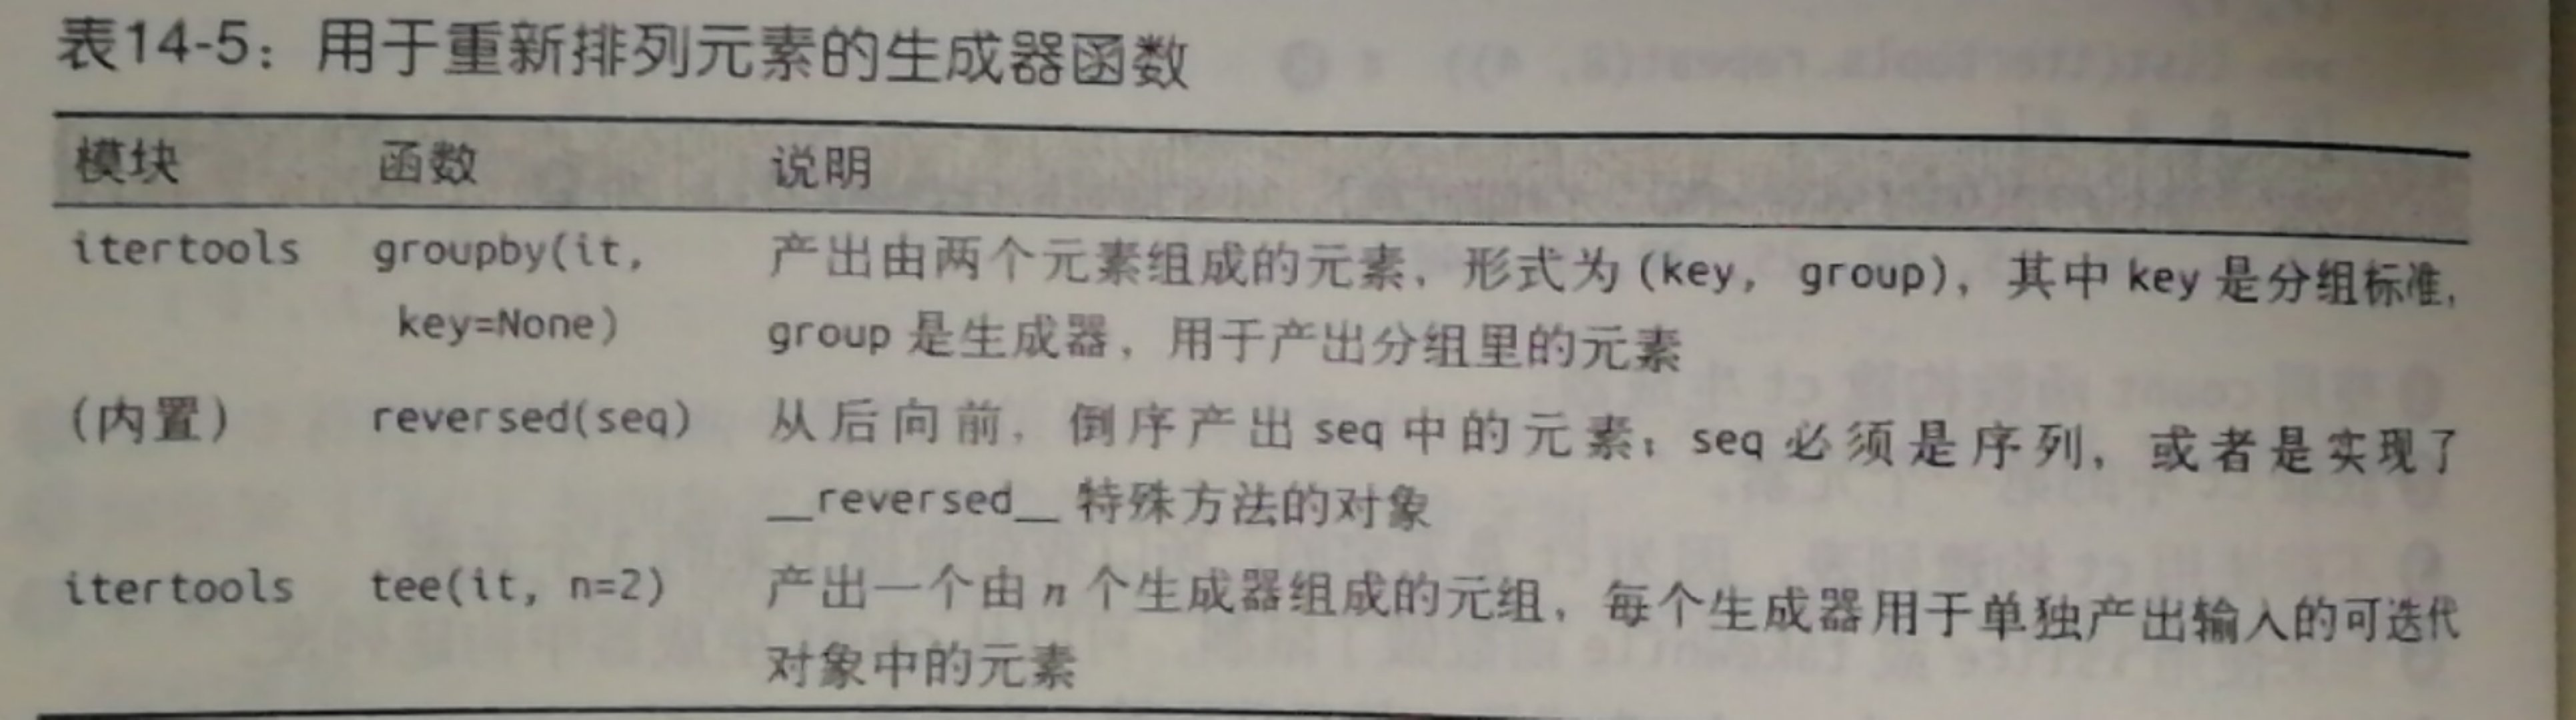 表14-5：用于重新排列元素的生成器函数
模块 函数 说明
itertools groupby(it, 产出由两个元素组成的元素，形式为 (key, group)，其中 key 是分组标准，
key=None) group 是生成器，用于产出分组里的元素
（内置） reversed(seq) 从后向前，倒序产出 seq 中的元素；seq 必须是序列，或者是实现了
__reversed__ 特殊方法的对象
itertools tee(it, n=2) 产出一个由 n 个生成器组成的元组，每个生成器用于单独产出输入的可迭代
对象中的元素